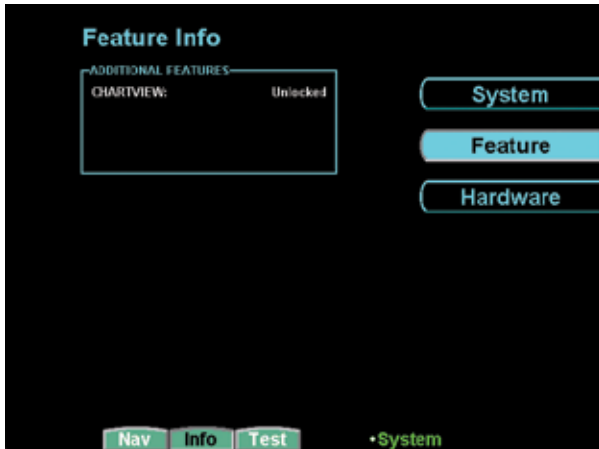 Feature Info
ADDITIONAL FEATURES
CHARTVIEW: Unlocked
System
Feature
Hardware
Nav Info Test •System